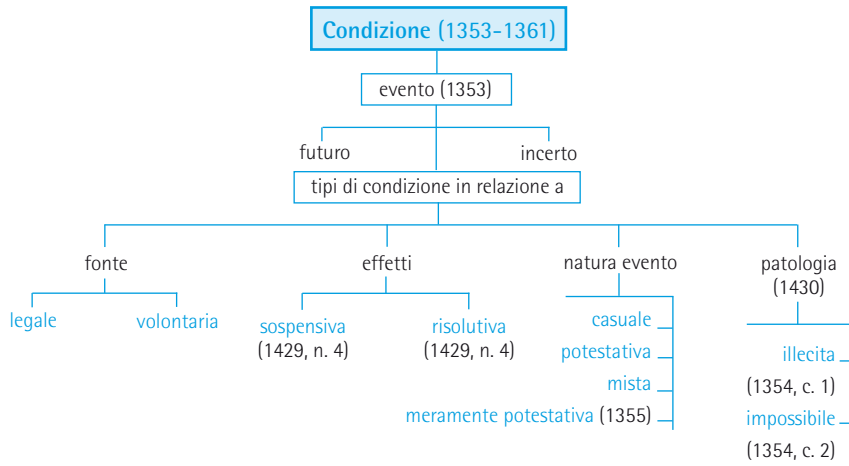 Condizione (1353-1361)
evento (1353)
futuro
incerto
tipi di condizione in relazione a
fonte
legale
volontaria
effetti
sospensiva
(1429, n. 4)
risolutiva
(1429, n. 4)
natura evento
casuale
potestativa
mista
meramente potestativa (1355)
patologia
(1430)
illecita
(1354, c. 1)
impossibile
(1354, c. 2)